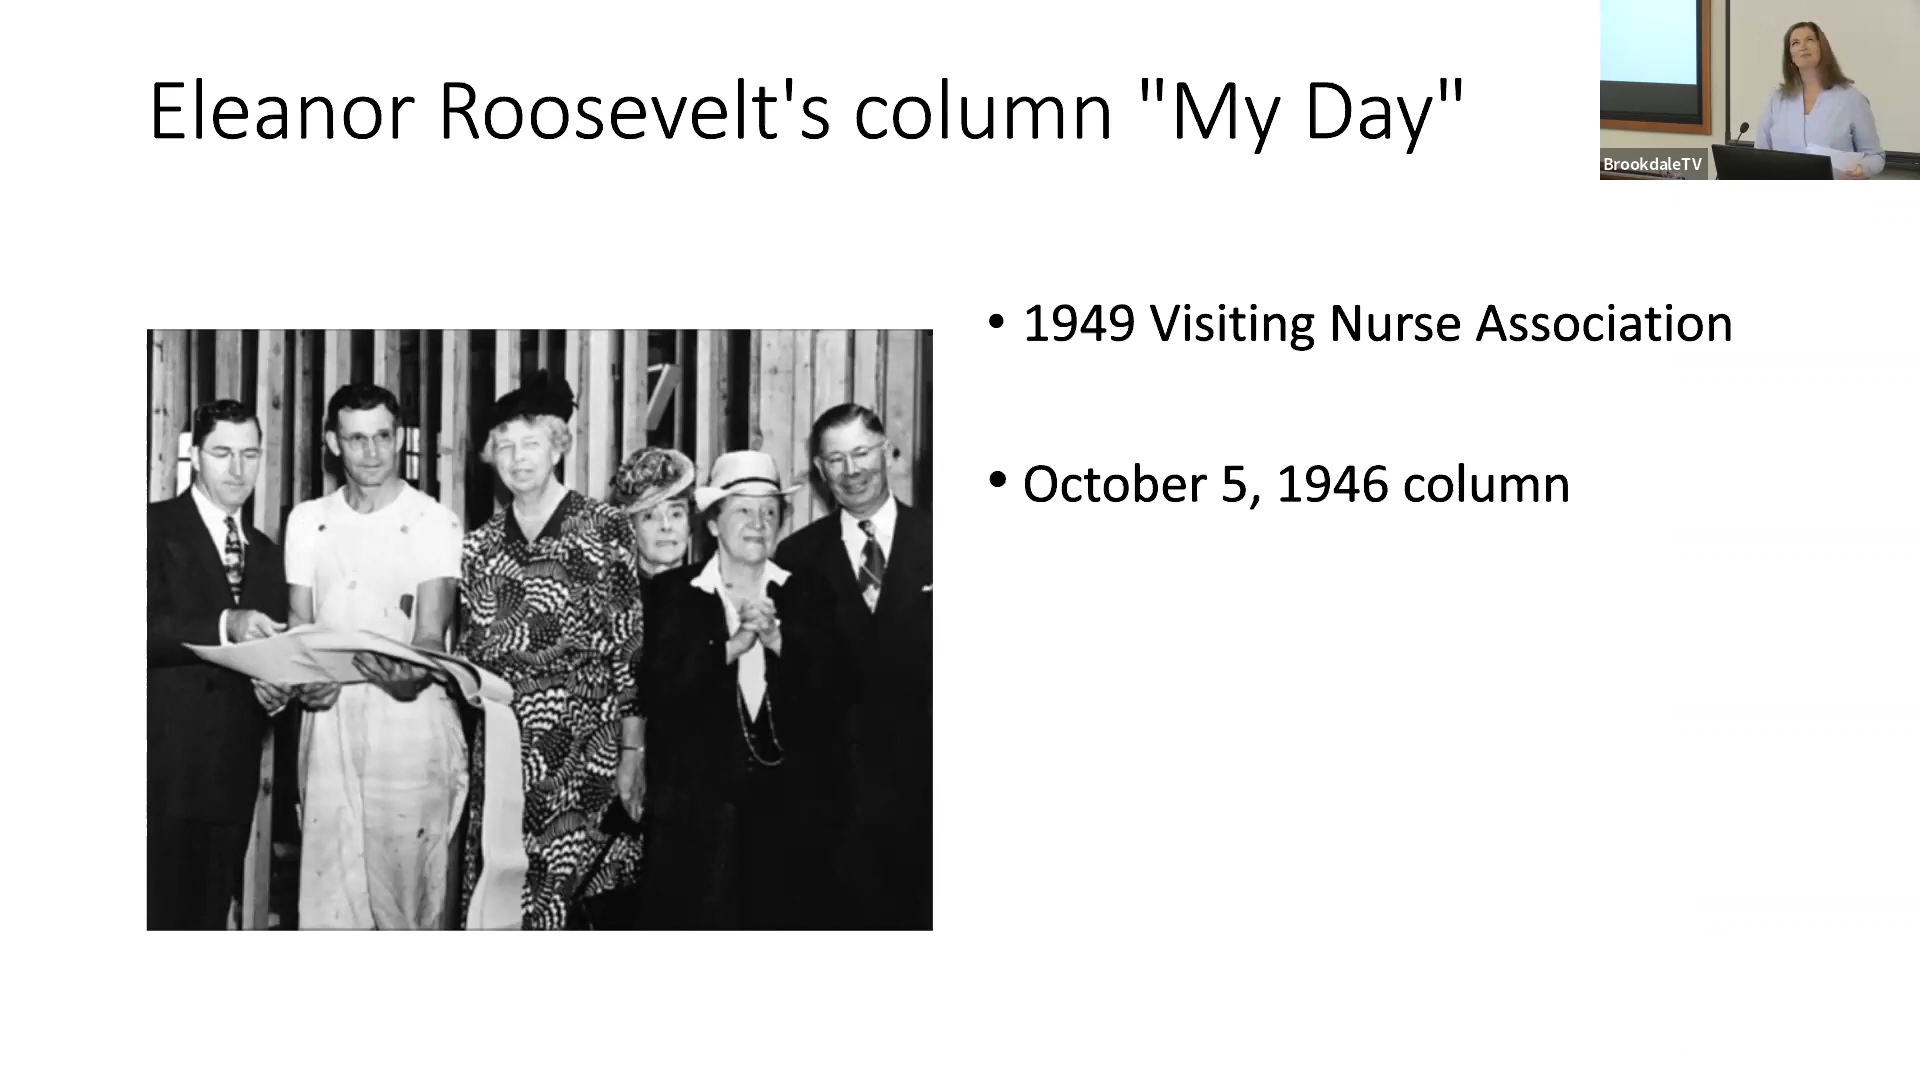 Eleanor Roosevelt's column "My Day"
BrookdaleTV
• 1949 Visiting Nurse Association
• October 5, 1946 column